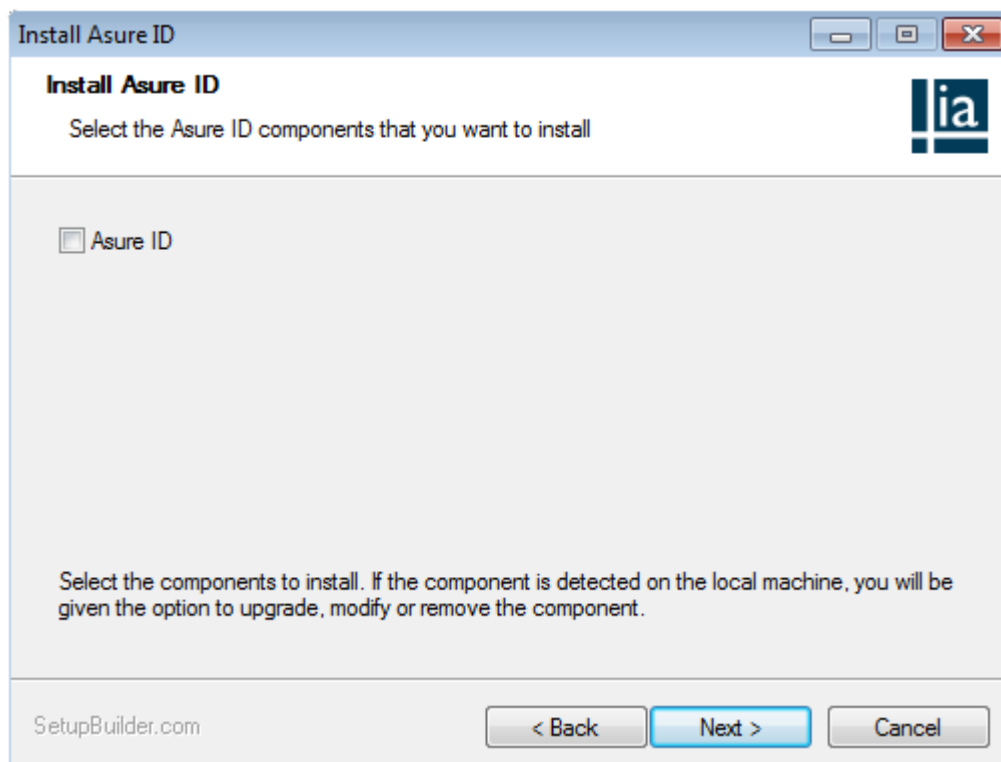 Install Asure ID
Install Asure ID
Select the Asure ID components that you want to install
ia
Asure ID
Select the components to install. If the component is detected on the local machine, you will be
given the option to upgrade, modify or remove the component.
SetupBuilder.com
< Back
Next >
Cancel